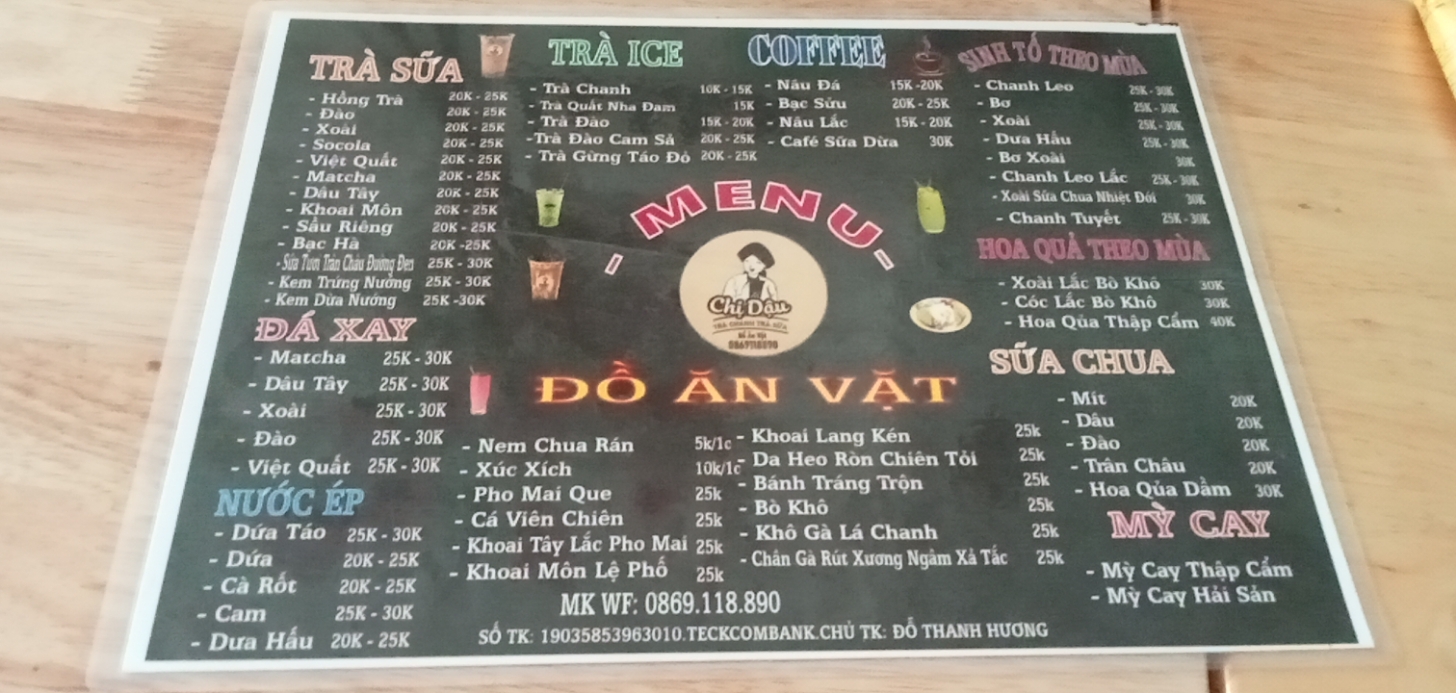 TRÀ SỮA
- Hồng Trà 20K - 25K
- Đào 20K - 25K
- Xoài 20K - 25K
- Socola 20K - 25K
- Việt Quất 20K - 25K
- Matcha 20K - 25K
- Dâu Tây 20K - 25K
- Khoai Môn 20K - 25K
- Sầu Riêng 20K - 25K
- Bạc Hà 20K -25K
- Sữa Tươi Trân Châu Đường Đen 25K - 30K
- Kem Trứng Nướng 25K - 30K
- Kem Dừa Nướng 25K -30K
ĐÁ XAY
- Matcha 25K - 30K
- Dâu Tây 25K - 30K
- Xoài 25K - 30K
- Đào 25K - 30K
- Việt Quất 25K - 30K
NƯỚC ÉP
- Dứa Táo 25K - 30K
- Dứa 20K - 25K
- Cà Rốt 20K - 25K
- Cam 25K - 30K
- Dưa Hấu 20K - 25K
TRÀ ICE
- Trà Chanh 10K - 15K
- Trà Quất Nha Đam 15K
- Trà Đào 15K - 20K
-Trà Đào Cam Sả 20K - 25K
- Trà Gừng Táo Đỏ 20K - 25K
COFFEE
- Nâu Đá 15K -20K
- Bạc Sửu 20K - 25K
- Nâu Lắc 15K - 20K
- Café Sữa Dừa 30K
- MENU -
Chị Dậu
TRÀ CHANH TRÀ SỮA
Đồ Ăn Vặt
0869118890
ĐỒ ĂN VẶT
- Nem Chua Rán 5k/1c
- Xúc Xích 10k/1c
- Pho Mai Que 25k
- Cá Viên Chiên 25k
- Khoai Tây Lắc Pho Mai 25k
- Khoai Môn Lệ Phố 25k
- Khoai Lang Kén 25k
- Da Heo Ròn Chiên Tỏi 25k
- Bánh Tráng Trộn 25k
- Bò Khô 25k
- Khô Gà Lá Chanh 25k
- Chân Gà Rút Xương Ngâm Xả Tắc 25k
SINH TỐ THEO MÙA
- Chanh Leo 25K - 30K
- Bơ 25K - 30K
- Xoài 25K - 30K
- Dưa Hấu 25K - 30K
- Bơ Xoài 30K
- Chanh Leo Lắc 25K - 30K
- Xoài Sữa Chua Nhiệt Đới 30K
- Chanh Tuyết 25K - 30K
HOA QUẢ THEO MÙA
- Xoài Lắc Bò Khô 30K
- Cóc Lắc Bò Khô 30K
- Hoa Qủa Thập Cẩm 40K
SỮA CHUA
- Mít 20K
- Dâu 20K
- Đào 20K
- Trân Châu 20K
- Hoa Qủa Dầm 30K
MỲ CAY
- Mỳ Cay Thập Cẩm
- Mỳ Cay Hải Sản
MK WF: 0869.118.890
SỐ TK: 19035853963010.TECKCOMBANK.CHỦ TK: ĐỖ THANH HƯƠNG